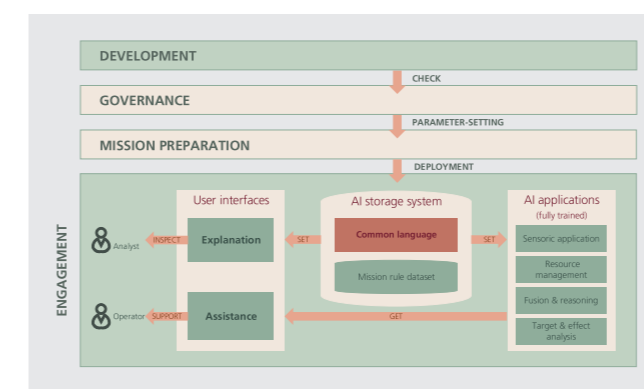 DEVELOPMENT
CHECK
GOVERNANCE
PARAMETER-SETTING
MISSION PREPARATION
DEPLOYMENT
ENGAGEMENT
User interfaces
AI storage system
AI applications
(fully trained)
Analyst
INSPECT
Explanation
SET
Common language
SET
Sensoric application
Mission rule dataset
Resource
management
Operator
SUPPORT
Assistance
GET
Fusion & reasoning
Target & effect
analysis